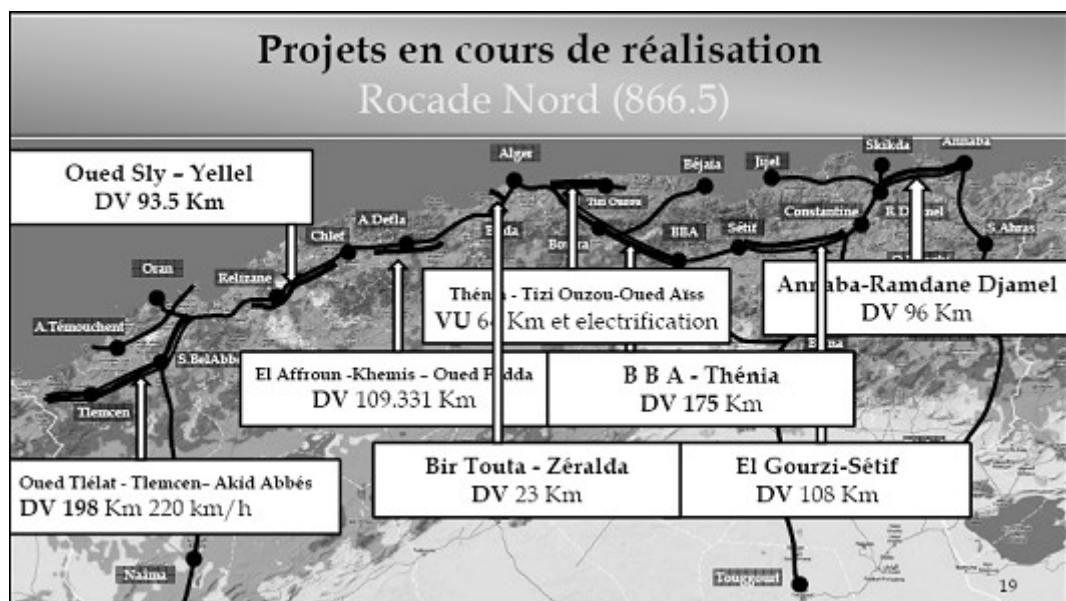 Projets en cours de réalisation
Rocade Nord (866.5)
Oued Sly – Yellel
DV 93.5 Km
Alger
Béjaia
Jijel
Skikda
Annaba
Tizi Ouzou
A.Defla
Chlef
Constantine
Sétif
BBA
S.Ahras
Oran
Relizane
A.Témouchent
Tlemcen
Thénia - Tizi Ouzou-Oued Aïss
VU 64 Km et electrification
Annaba-Ramdane Djamel
DV 96 Km
El Affroun -Khemis – Oued Fodda
DV 109.331 Km
B B A - Thénia
DV 175 Km
Oued Tlélat - Tlemcen– Akid Abbés
DV 198 Km 220 km/h
Bir Touta - Zéralda
DV 23 Km
El Gourzi-Sétif
DV 108 Km
Nàama
Touggourt
19